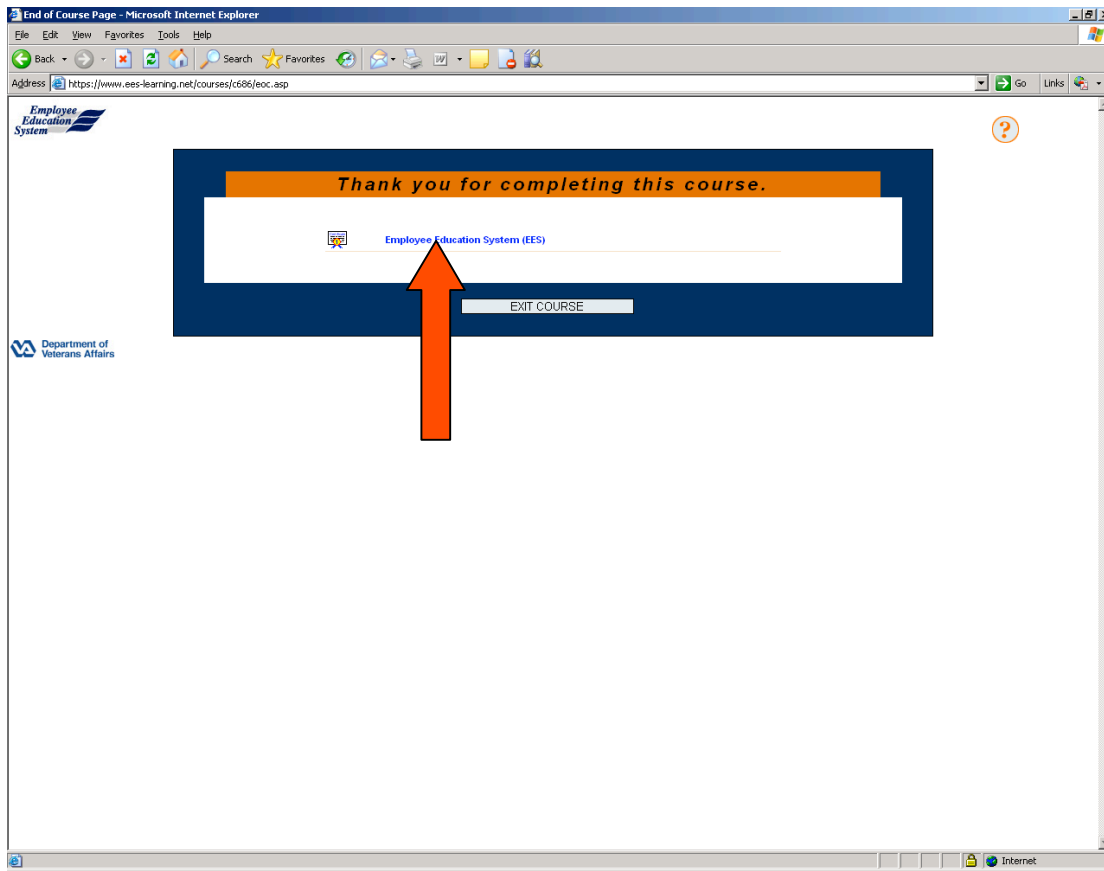 End of Course Page - Microsoft Internet Explorer
File Edit View Favorites Tools Help
Back Search Favorites W
Address https://www.ees-learning.net/courses/c686/eoc.asp Go Links
Employee
Education
System
?
Thank you for completing this course.
Employee Education System (EES)
EXIT COURSE
VA Department of
Veterans Affairs
Internet